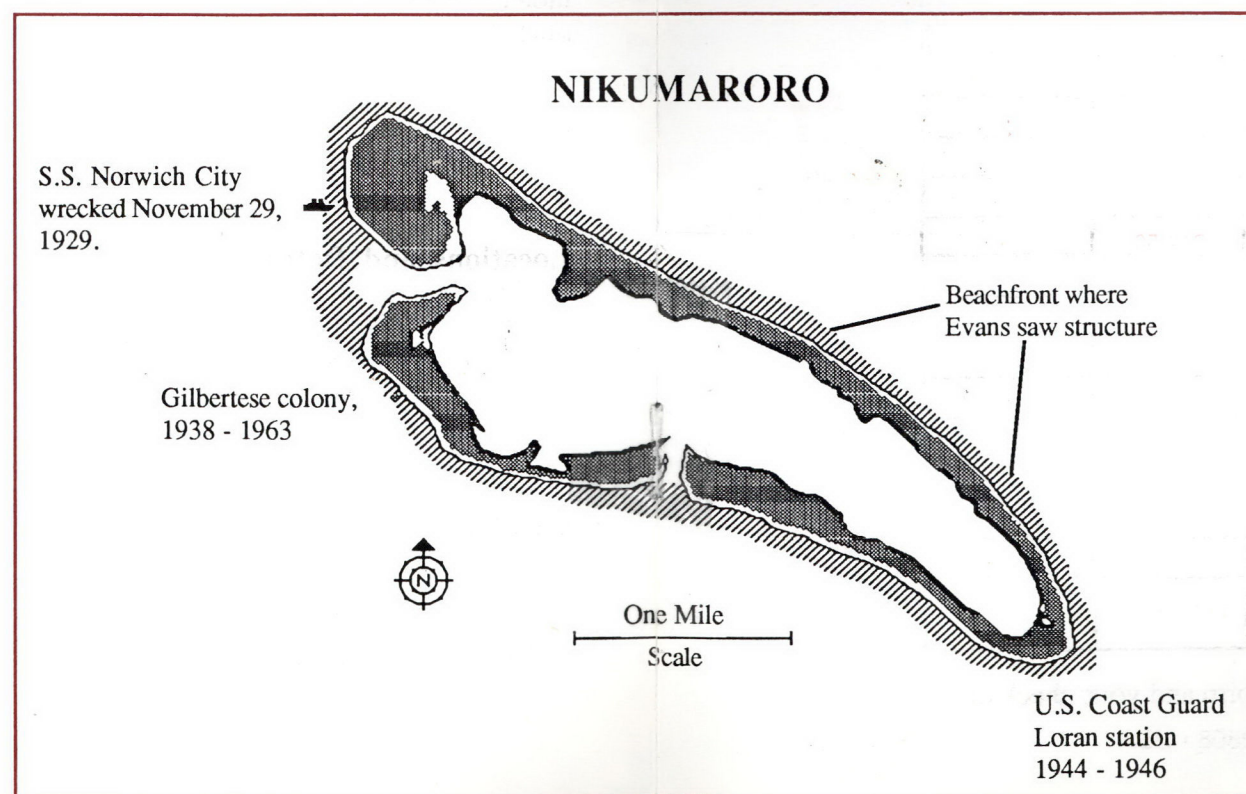 NIKUMARORO
S.S. Norwich City
wrecked November 29,
1929.
Beachfront where
Evans saw structure
Gilbertese colony,
1938 - 1963
N
One Mile
Scale
U.S. Coast Guard
Loran station
1944 - 1946